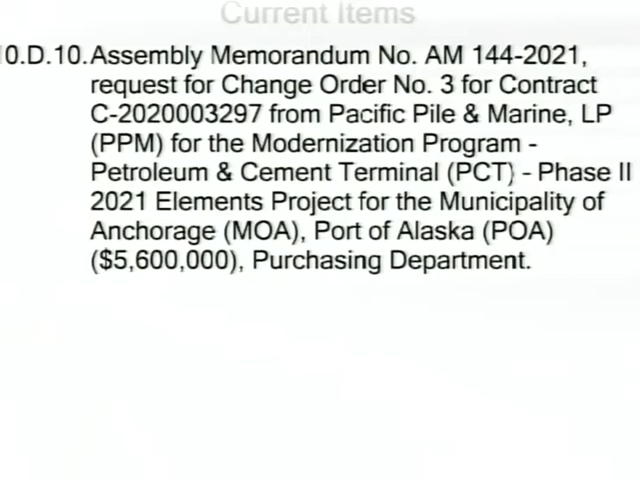 Current Items
0.D.10. Assembly Memorandum No. AM 144-2021,
request for Change Order No. 3 for Contract
C-2020003297 from Pacific Pile & Marine, LP
(PPM) for the Modernization Program -
Petroleum & Cement Terminal (PCT) - Phase II
2021 Elements Project for the Municipality of
Anchorage (MOA), Port of Alaska (POA)
($5,600,000), Purchasing Department.